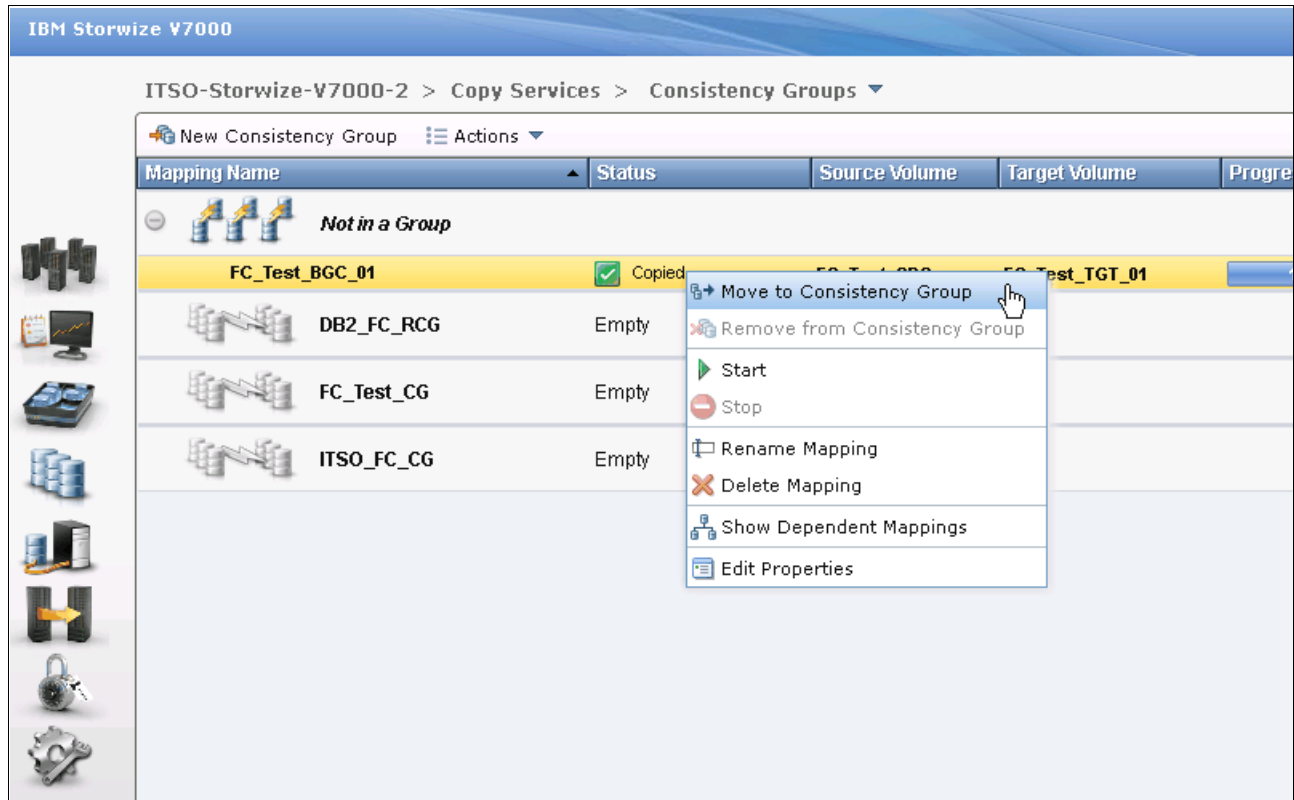 IBM Storwize V7000
ITSO-Storwize-V7000-2 > Copy Services > Consistency Groups
New Consistency Group Actions
Mapping Name Status Source Volume Target Volume Progre
Not in a Group
FC_Test_BGC_01 Copied FC_Test_TGT_01
Move to Consistency Group
Remove from Consistency Group
DB2_FC_RCG Empty
Start
FC_Test_CG Empty
Stop
Rename Mapping
ITSO_FC_CG Empty
Delete Mapping
Show Dependent Mappings
Edit Properties